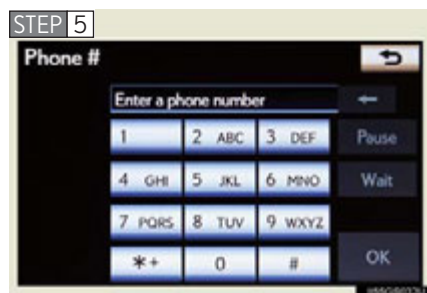 STEP 5
Phone #
Enter a phone number
1 2 ABC 3 DEF Pause
4 GHI 5 JKL 6 MNO Wait
7 PQRS 8 TUV 9 WXYZ
*+ 0 # OK